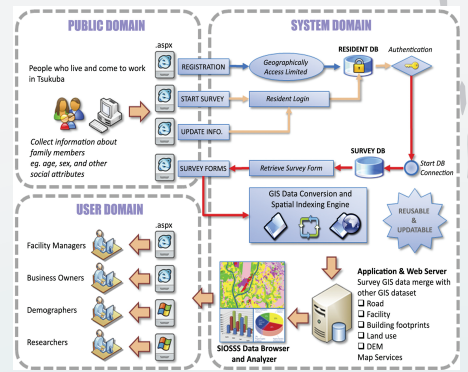 PUBLIC DOMAIN
People who live and come to work
in Tsukuba
Collect information about
family members
eg. age, sex, and other
social attributes
.aspx
SYSTEM DOMAIN
REGISTRATION
Geographically
Access Limited
RESIDENT DB
Authentication
START SURVEY
Resident Login
UPDATE INFO.
SURVEY FORMS
Retrieve Survey Form
SURVEY DB
Start DB
Connection
GIS Data Conversion and
Spatial Indexing Engine
REUSABLE
&
UPDATABLE
USER DOMAIN
.aspx
Facility Managers
Business Owners
Demographers
Researchers
SIOSSS Data Browser
and Analyzer
Application & Web Server
Survey GIS data merge with
other GIS dataset
❑ Road
❑ Facility
❑ Building footprints
❑ Land use
❑ DEM
Map Services